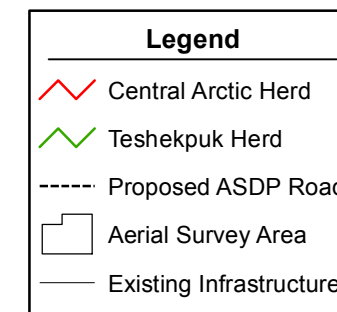 Legend
Central Arctic Herd
Teshekpuk Herd
Proposed ASDP Road
Aerial Survey Area
Existing Infrastructure